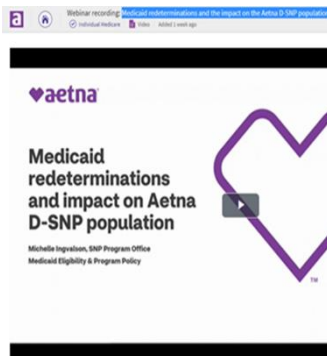 a Webinar recording: Medicaid redeterminations and the impact on the Aetna D-SNP population
Individual Medicare Video Added 1 week ago
aetna
Medicaid
redeterminations
and impact on Aetna
D-SNP population
Michelle Ingvalson, SNP Program Office
Medicaid Eligibility & Program Policy
TM